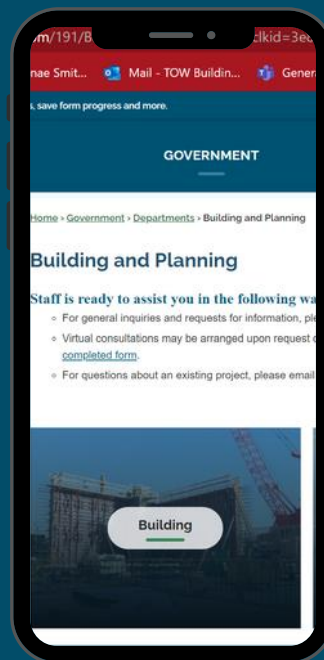 om/191/B
clkid=3ed
nae Smit... Mail - TOW Buildin... Genera
s, save form progress and more.
GOVERNMENT
Home › Government › Departments › Building and Planning
Building and Planning
Staff is ready to assist you in the following wa
For general inquiries and requests for information, ple
Virtual consultations may be arranged upon request
completed form.
For questions about an existing project, please email
Building